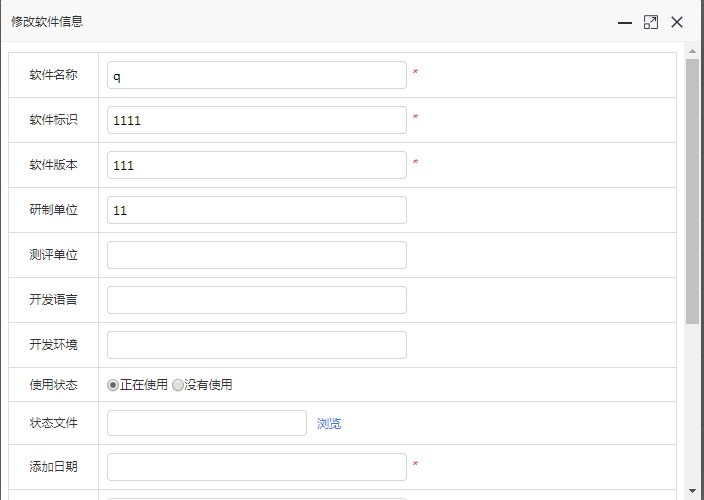 修改软件信息
软件名称 q *
软件标识 1111 *
软件版本 111 *
研制单位 11
测评单位
开发语言
开发环境
使用状态 正在使用 没有使用
状态文件 浏览
添加日期 *